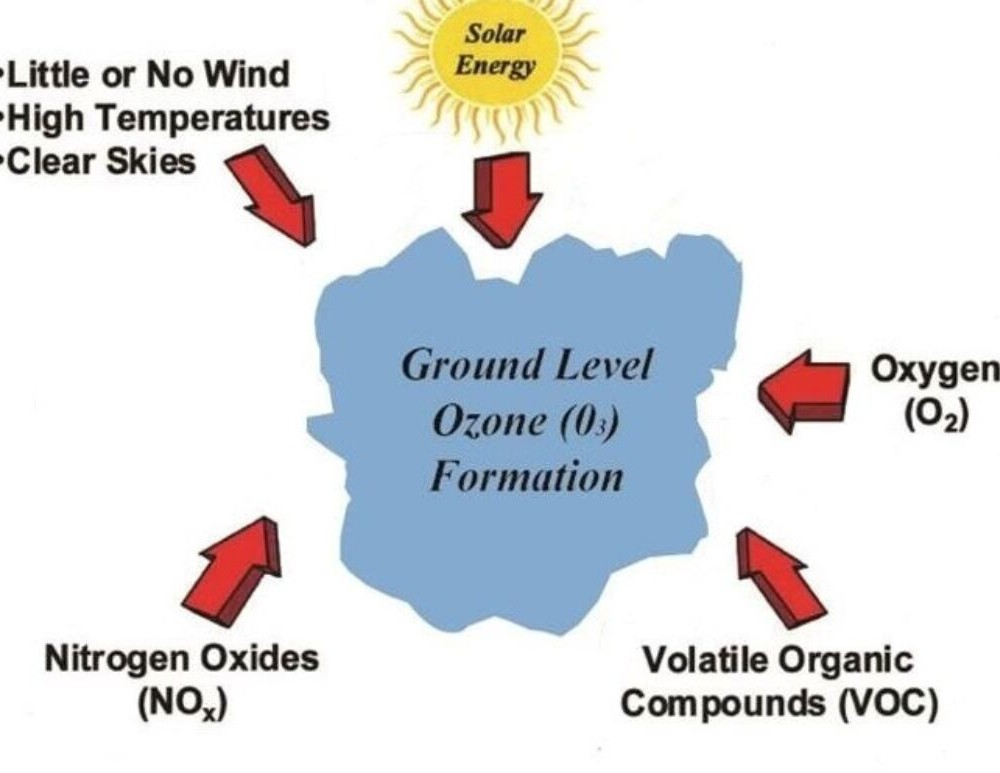 Solar
Energy
•Little or No Wind
•High Temperatures
•Clear Skies
Ground Level
Ozone (0₃)
Formation
Oxygen
(O₂)
Nitrogen Oxides
(NOₓ)
Volatile Organic
Compounds (VOC)